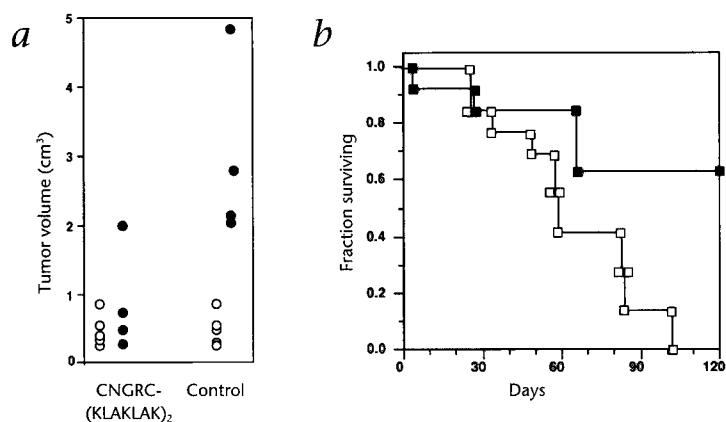 a
Tumor volume (cm³)
5
4
3
2
1
0
CNGRC-
(KLAKLAK)₂
Control
b
Fraction surviving
1.0
0.8
0.6
0.4
0.2
0.0
0
30
60
90
120
Days